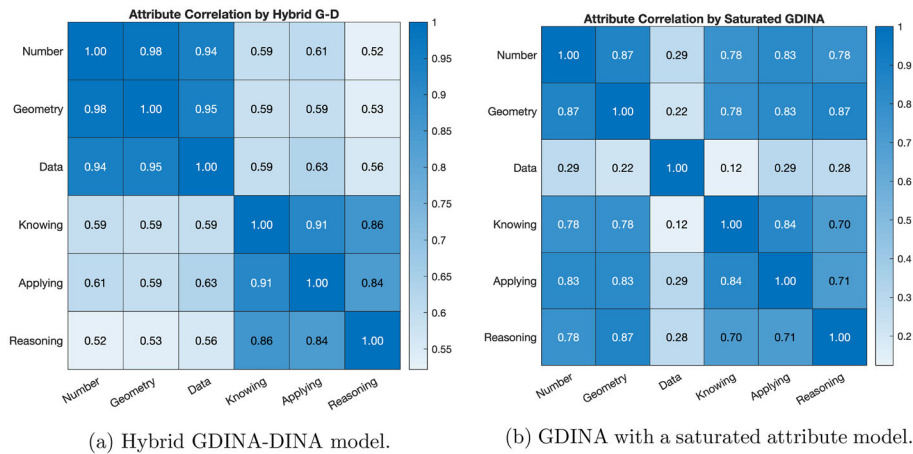 Attribute Correlation by Hybrid G-D
Number 1.00 0.98 0.94 0.59 0.61 0.52
Geometry 0.98 1.00 0.95 0.59 0.59 0.53
Data 0.94 0.95 1.00 0.59 0.63 0.56
Knowing 0.59 0.59 0.59 1.00 0.91 0.86
Applying 0.61 0.59 0.63 0.91 1.00 0.84
Reasoning 0.52 0.53 0.56 0.86 0.84 1.00
Number Geometry Data Knowing Applying Reasoning
1
0.95
0.9
0.85
0.8
0.75
0.7
0.65
0.6
0.55
(a) Hybrid GDINA-DINA model.
Attribute Correlation by Saturated GDINA
Number 1.00 0.87 0.29 0.78 0.83 0.78
Geometry 0.87 1.00 0.22 0.78 0.83 0.87
Data 0.29 0.22 1.00 0.12 0.29 0.28
Knowing 0.78 0.78 0.12 1.00 0.84 0.70
Applying 0.83 0.83 0.29 0.84 1.00 0.71
Reasoning 0.78 0.87 0.28 0.70 0.71 1.00
Number Geometry Data Knowing Applying Reasoning
1
0.9
0.8
0.7
0.6
0.5
0.4
0.3
0.2
(b) GDINA with a saturated attribute model.